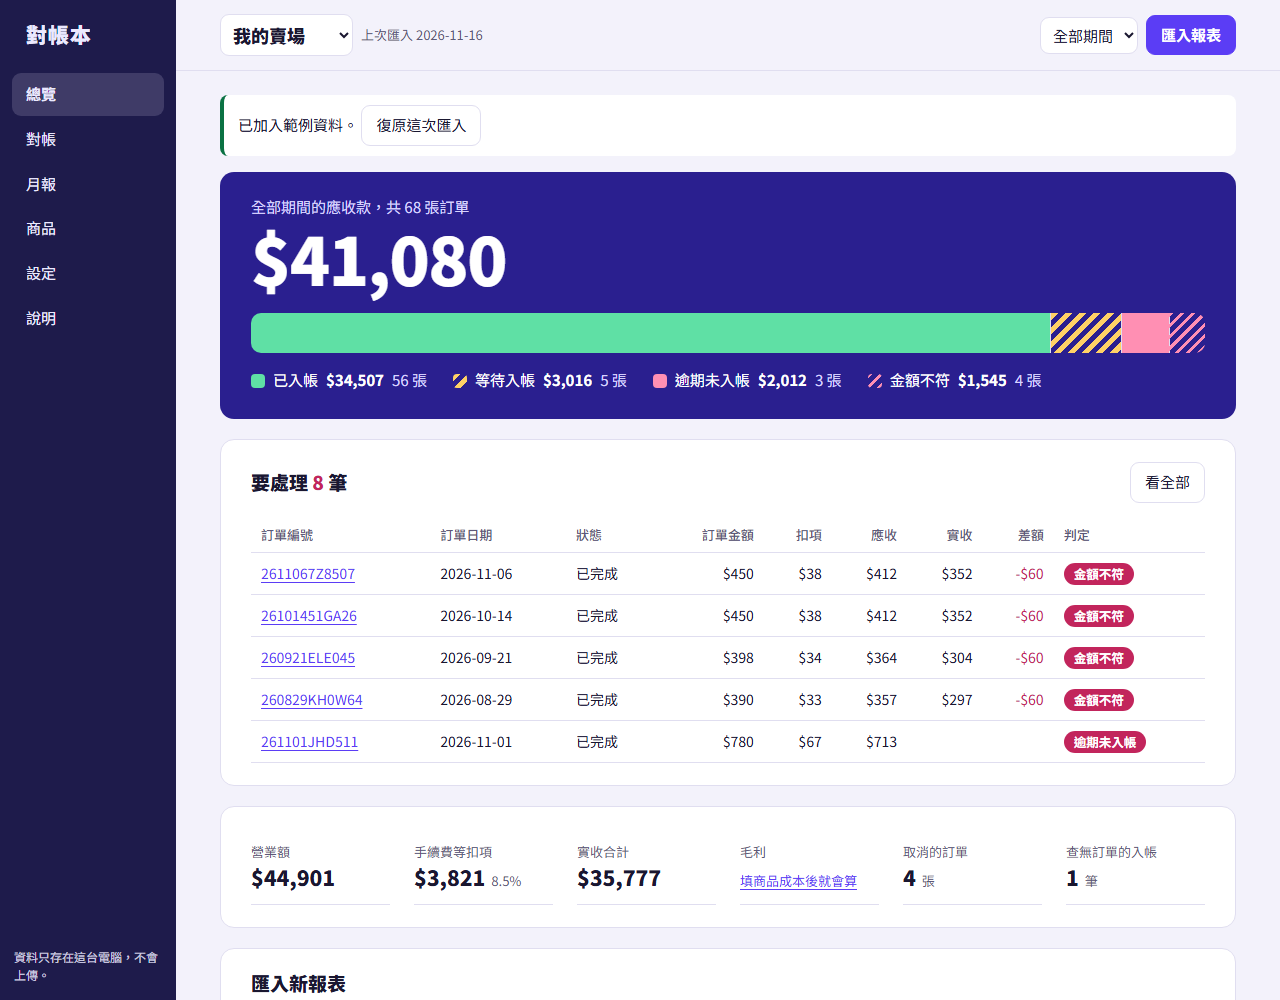 對帳本
總覽
對帳
月報
商品
設定
說明
資料只存在這台電腦，不會
上傳。
我的賣場
上次匯入 2026-11-16
全部期間
匯入報表
已加入範例資料。
復原這次匯入
全部期間的應收款，共 68 張訂單
$41,080
已入帳 $34,507 56 張
等待入帳 $3,016 5 張
逾期未入帳 $2,012 3 張
金額不符 $1,545 4 張
要處理 8 筆
看全部
訂單編號 訂單日期 狀態 訂單金額 扣項 應收 實收 差額 判定
2611067Z8507 2026-11-06 已完成 $450 $38 $412 $352 -$60 金額不符
26101451GA26 2026-10-14 已完成 $450 $38 $412 $352 -$60 金額不符
260921ELE045 2026-09-21 已完成 $398 $34 $364 $304 -$60 金額不符
260829KH0W64 2026-08-29 已完成 $390 $33 $357 $297 -$60 金額不符
261101JHD511 2026-11-01 已完成 $780 $67 $713 逾期未入帳
營業額 手續費等扣項 實收合計 毛利 取消的訂單 查無訂單的入帳
$44,901 $3,821 8.5% $35,777 填商品成本後就會算 4 張 1 筆
匯入新報表